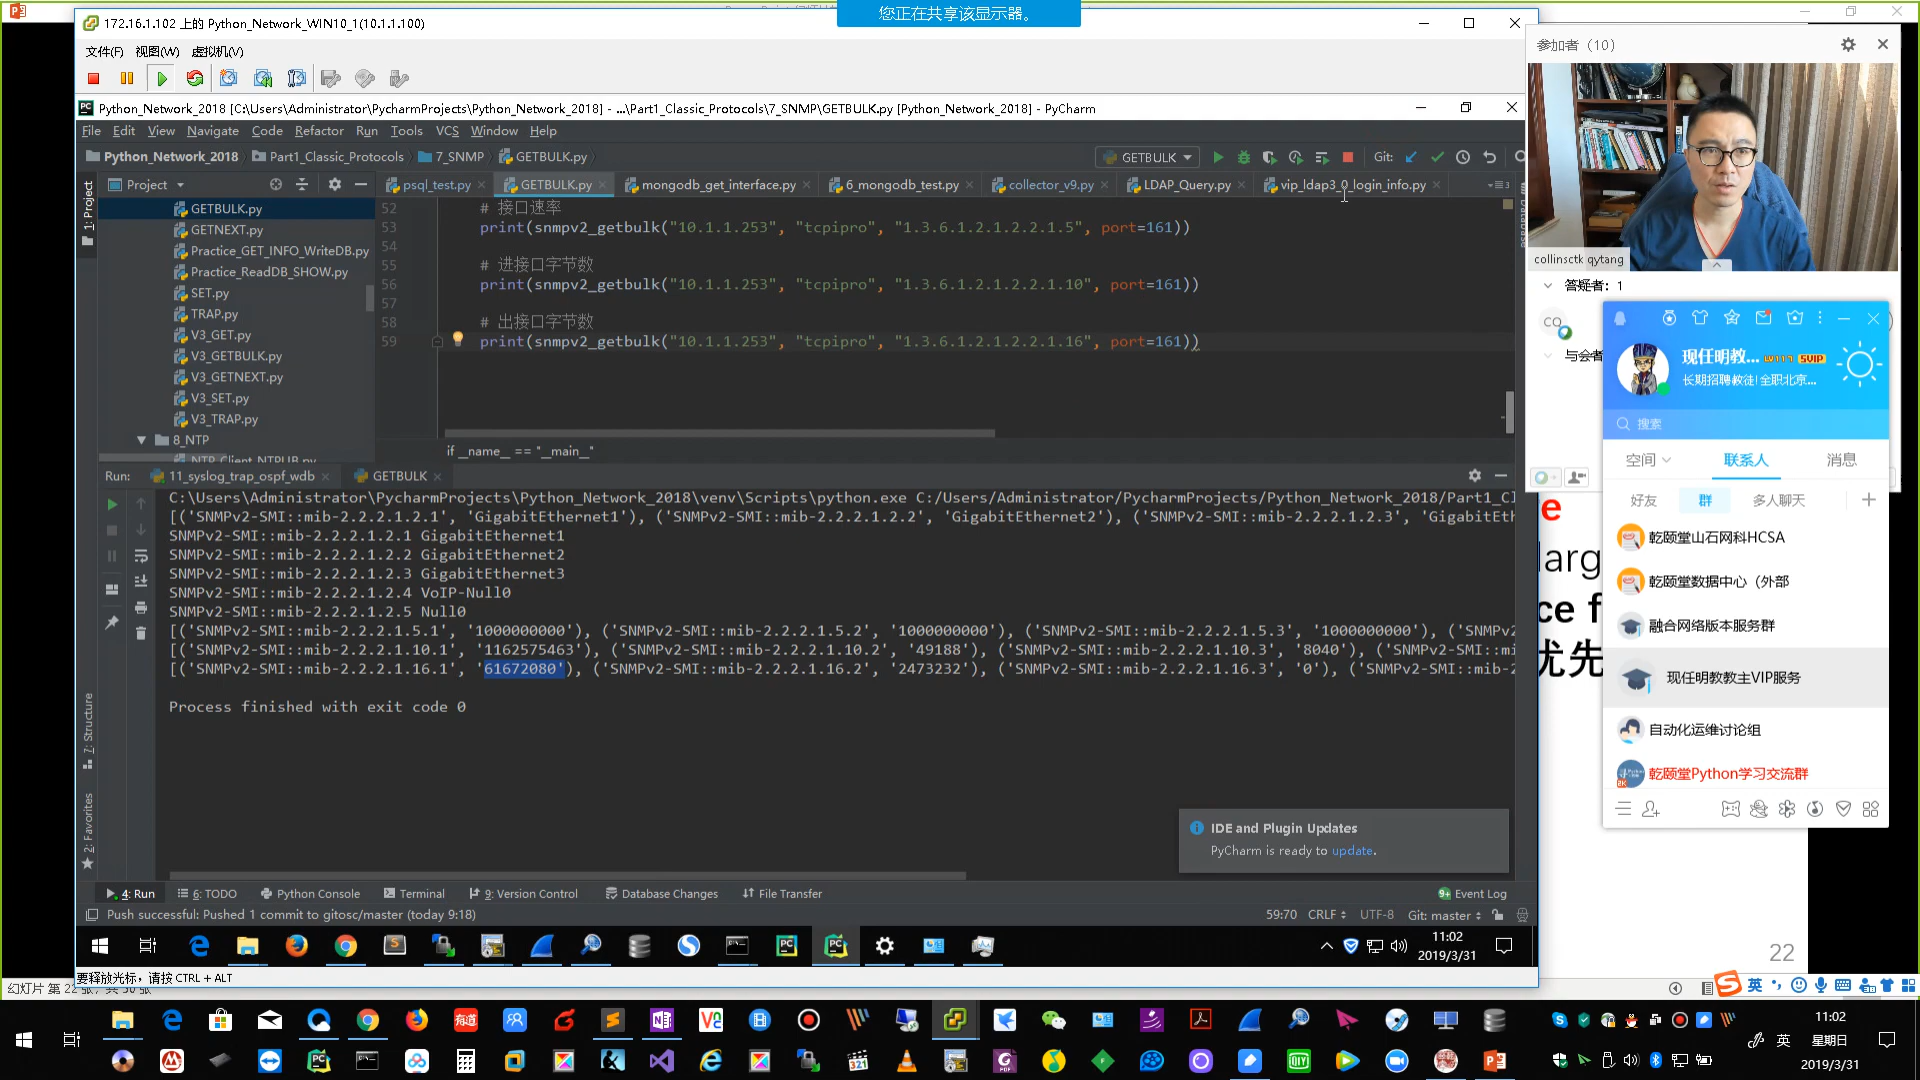 您正在共享该显示器。
172.16.1.102 上的 Python_Network_WIN10_1(10.1.1.100)
文件(F) 视图(W) 虚拟机(V)
Python_Network_2018 [C:\Users\Administrator\PycharmProjects\Python_Network_2018] - ...\Part1_Classic_Protocols\7_SNMP\GETBULK.py [Python_Network_2018] - PyCharm
File Edit View Navigate Code Refactor Run Tools VCS Window Help
Python_Network_2018 Part1_Classic_Protocols 7_SNMP GETBULK.py
GETBULK Git:
Project psql_test.py GETBULK.py mongodb_get_interface.py 6_mongodb_test.py collector_v9.py LDAP_Query.py vip_ldap3_0_login_info.py
1: Project
GETBULK.py
GETNEXT.py
Practice_GET_INFO_WriteDB.py
Practice_ReadDB_SHOW.py
SET.py
TRAP.py
V3_GET.py
V3_GETBULK.py
V3_GETNEXT.py
V3_SET.py
V3_TRAP.py
8_NTP
NTP_Client_NTPLIB.py
52 # 接口速率
53 print(snmpv2_getbulk("10.1.1.253", "tcpipro", "1.3.6.1.2.1.2.2.1.5", port=161))
54
55 # 进接口字节数
56 print(snmpv2_getbulk("10.1.1.253", "tcpipro", "1.3.6.1.2.1.2.2.1.10", port=161))
57
58 # 出接口字节数
59 print(snmpv2_getbulk("10.1.1.253", "tcpipro", "1.3.6.1.2.1.2.2.1.16", port=161))
if __name__ == "__main__"
Run: 11_syslog_trap_ospf_wdb GETBULK
C:\Users\Administrator\PycharmProjects\Python_Network_2018\venv\Scripts\python.exe C:/Users/Administrator/PycharmProjects/Python_Network_2018/Part1_Cl
[('SNMPv2-SMI::mib-2.2.2.1.2.1', 'GigabitEthernet1'), ('SNMPv2-SMI::mib-2.2.2.1.2.2', 'GigabitEthernet2'), ('SNMPv2-SMI::mib-2.2.2.1.2.3', 'GigabitEth
SNMPv2-SMI::mib-2.2.2.1.2.1 GigabitEthernet1
SNMPv2-SMI::mib-2.2.2.1.2.2 GigabitEthernet2
SNMPv2-SMI::mib-2.2.2.1.2.3 GigabitEthernet3
SNMPv2-SMI::mib-2.2.2.1.2.4 VoIP-Null0
SNMPv2-SMI::mib-2.2.2.1.2.5 Null0
[('SNMPv2-SMI::mib-2.2.2.1.5.1', '1000000000'), ('SNMPv2-SMI::mib-2.2.2.1.5.2', '1000000000'), ('SNMPv2-SMI::mib-2.2.2.1.5.3', '1000000000'), ('SNMPv2
[('SNMPv2-SMI::mib-2.2.2.1.10.1', '1162575463'), ('SNMPv2-SMI::mib-2.2.2.1.10.2', '49188'), ('SNMPv2-SMI::mib-2.2.2.1.10.3', '8040'), ('SNMPv2-SMI::mi
[('SNMPv2-SMI::mib-2.2.2.1.16.1', '61672080'), ('SNMPv2-SMI::mib-2.2.2.1.16.2', '2473232'), ('SNMPv2-SMI::mib-2.2.2.1.16.3', '0'), ('SNMPv2-SMI::mib-2
Process finished with exit code 0
7: Structure
2: Favorites
IDE and Plugin Updates
PyCharm is ready to update.
4: Run 6: TODO Python Console Terminal 9: Version Control Database Changes File Transfer Event Log
Push successful: Pushed 1 commit to gitosc/master (today 9:18) 59:70 CRLF UTF-8 Git: master
11:02
2019/3/31
要释放光标，请按 CTRL + ALT
参加者（10）
collinsctk qytang
答疑者：1
CQ
与会者
现任明教... LV117 SVIP
长期招聘教徒!全职北京...
搜索
空间 联系人 消息
好友 群 多人聊天
乾颐堂山石网科HCSA
乾颐堂数据中心（外部
融合网络版本服务群
现任明教教主VIP服务
自动化运维讨论组
乾颐堂Python学习交流群
e
larg
ce f
优先
22
英
11:02
英 星期日
2019/3/31